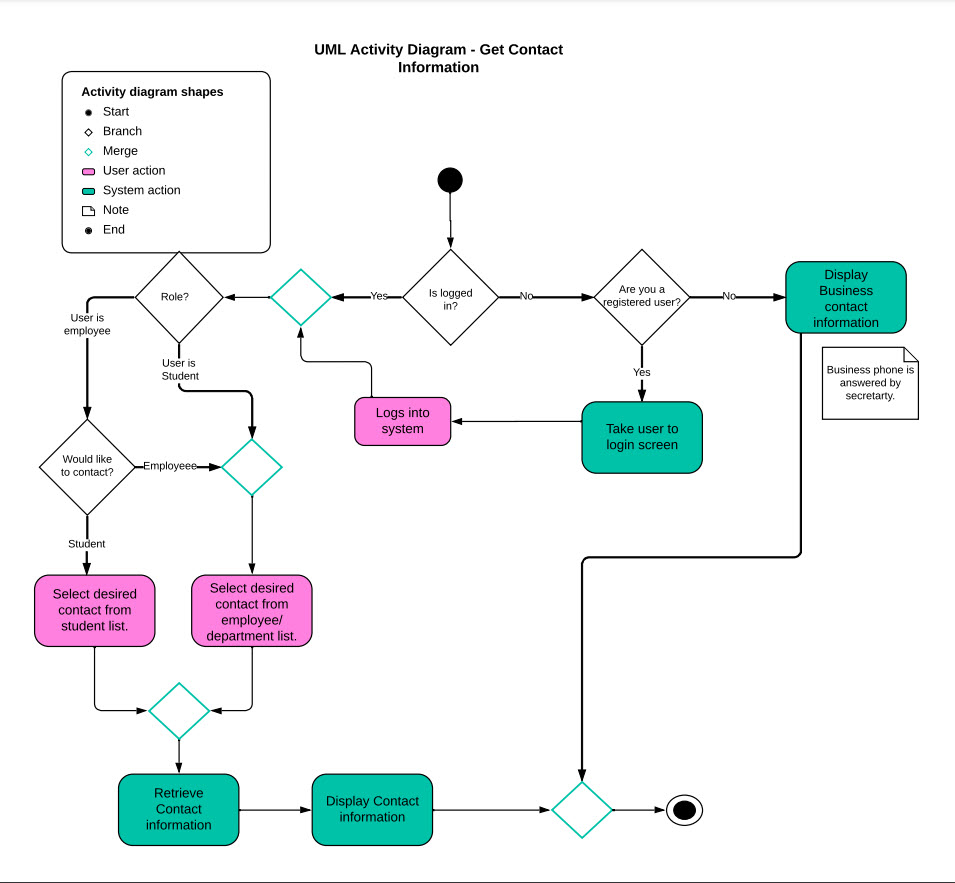 UML Activity Diagram - Get Contact
Information
Activity diagram shapes
Start
Branch
Merge
User action
System action
Note
End
Role?
Yes
Is logged
in?
No
Are you a
registered user?
No
Display
Business
contact
information
User is
employee
User is
Student
Yes
Business phone is
answered by
secretarty.
Logs into
system
Take user to
login screen
Would like
to contact?
Employeee
Student
Select desired
contact from
student list.
Select desired
contact from
employee/
department list.
Retrieve
Contact
information
Display Contact
information